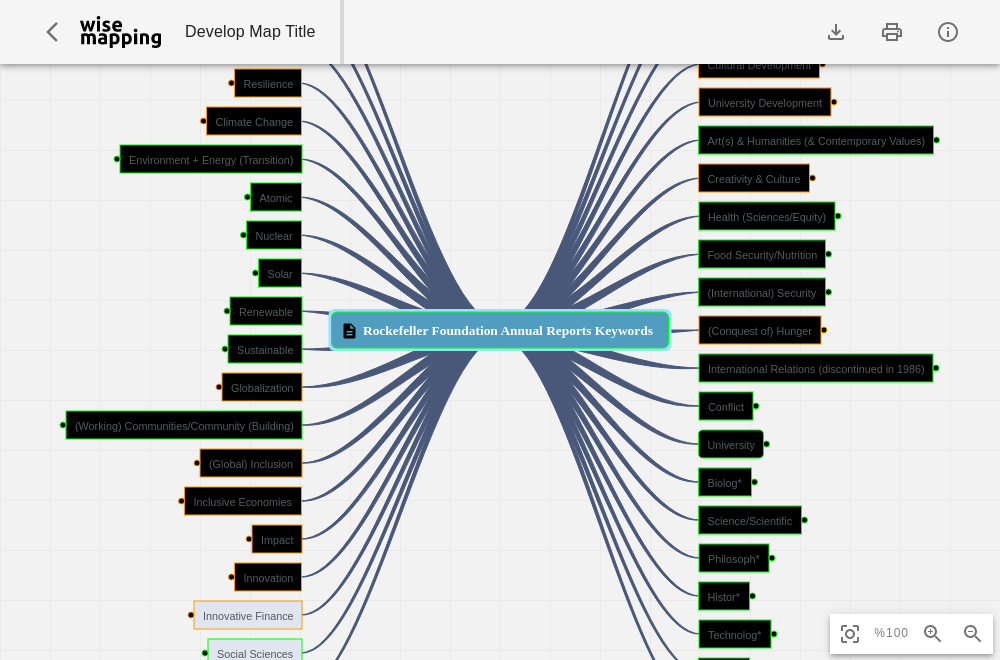 wise
mapping
Develop Map Title
Resilience
Climate Change
Environment + Energy (Transition)
Atomic
Nuclear
Solar
Renewable
Sustainable
Globalization
(Working) Communities/Community (Building)
(Global) Inclusion
Inclusive Economies
Impact
Innovation
Innovative Finance
Social Sciences
Rockefeller Foundation Annual Reports Keywords
Cultural Development
University Development
Art(s) & Humanities (& Contemporary Values)
Creativity & Culture
Health (Sciences/Equity)
Food Security/Nutrition
(International) Security
(Conquest of) Hunger
International Relations (discontinued in 1986)
Conflict
University
Biolog*
Science/Scientific
Philosoph*
Histor*
Technolog*
%100